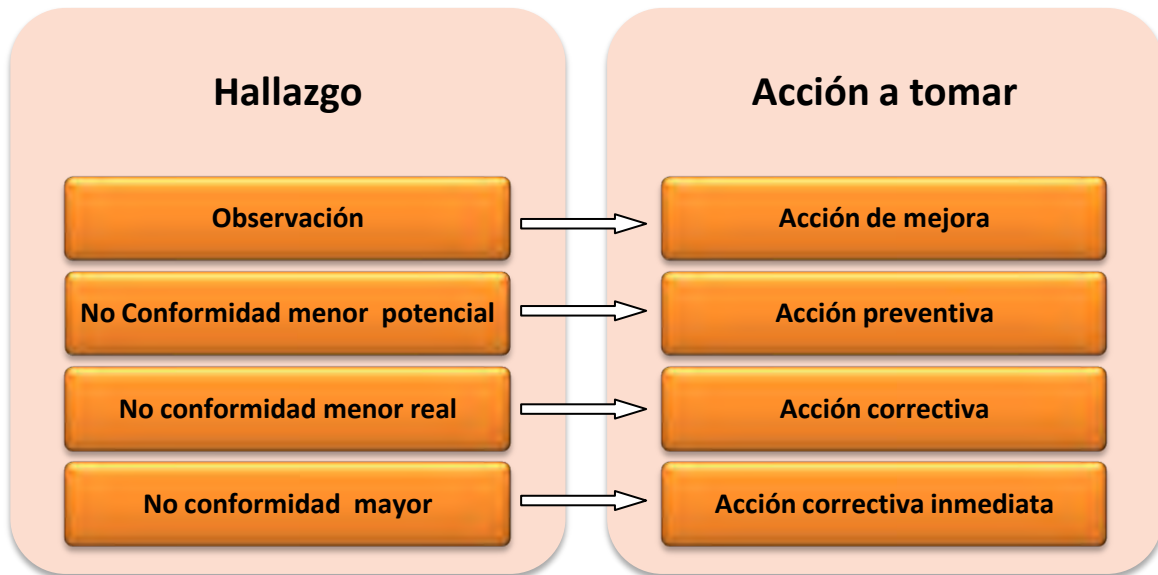 Hallazgo
Acción a tomar
Observación
Acción de mejora
No Conformidad menor potencial
Acción preventiva
No conformidad menor real
Acción correctiva
No conformidad mayor
Acción correctiva inmediata